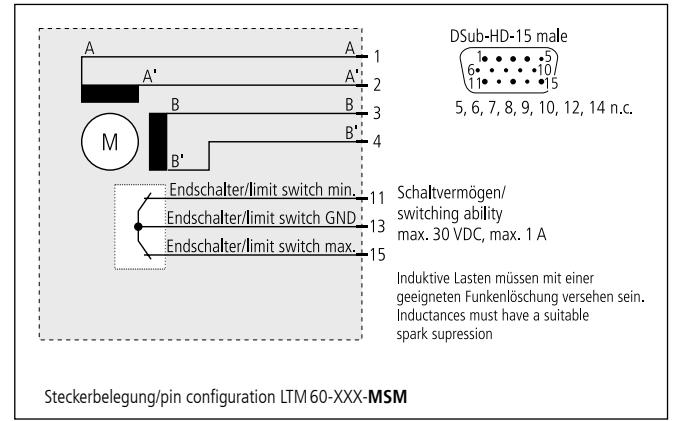 A A 1
A' A' 2
B B 3
B' B' 4
M
Endschalter/limit switch min. 11
Endschalter/limit switch GND 13
Endschalter/limit switch max. 15
DSub-HD-15 male
1 5
6 10
11 15
5, 6, 7, 8, 9, 10, 12, 14 n.c.
Schaltvermögen/
switching ability
max. 30 VDC, max. 1 A
Induktive Lasten müssen mit einer
geeigneten Funkenlöschung versehen sein.
Inductances must have a suitable
spark supression
Steckerbelegung/pin configuration LTM 60-XXX-MSM